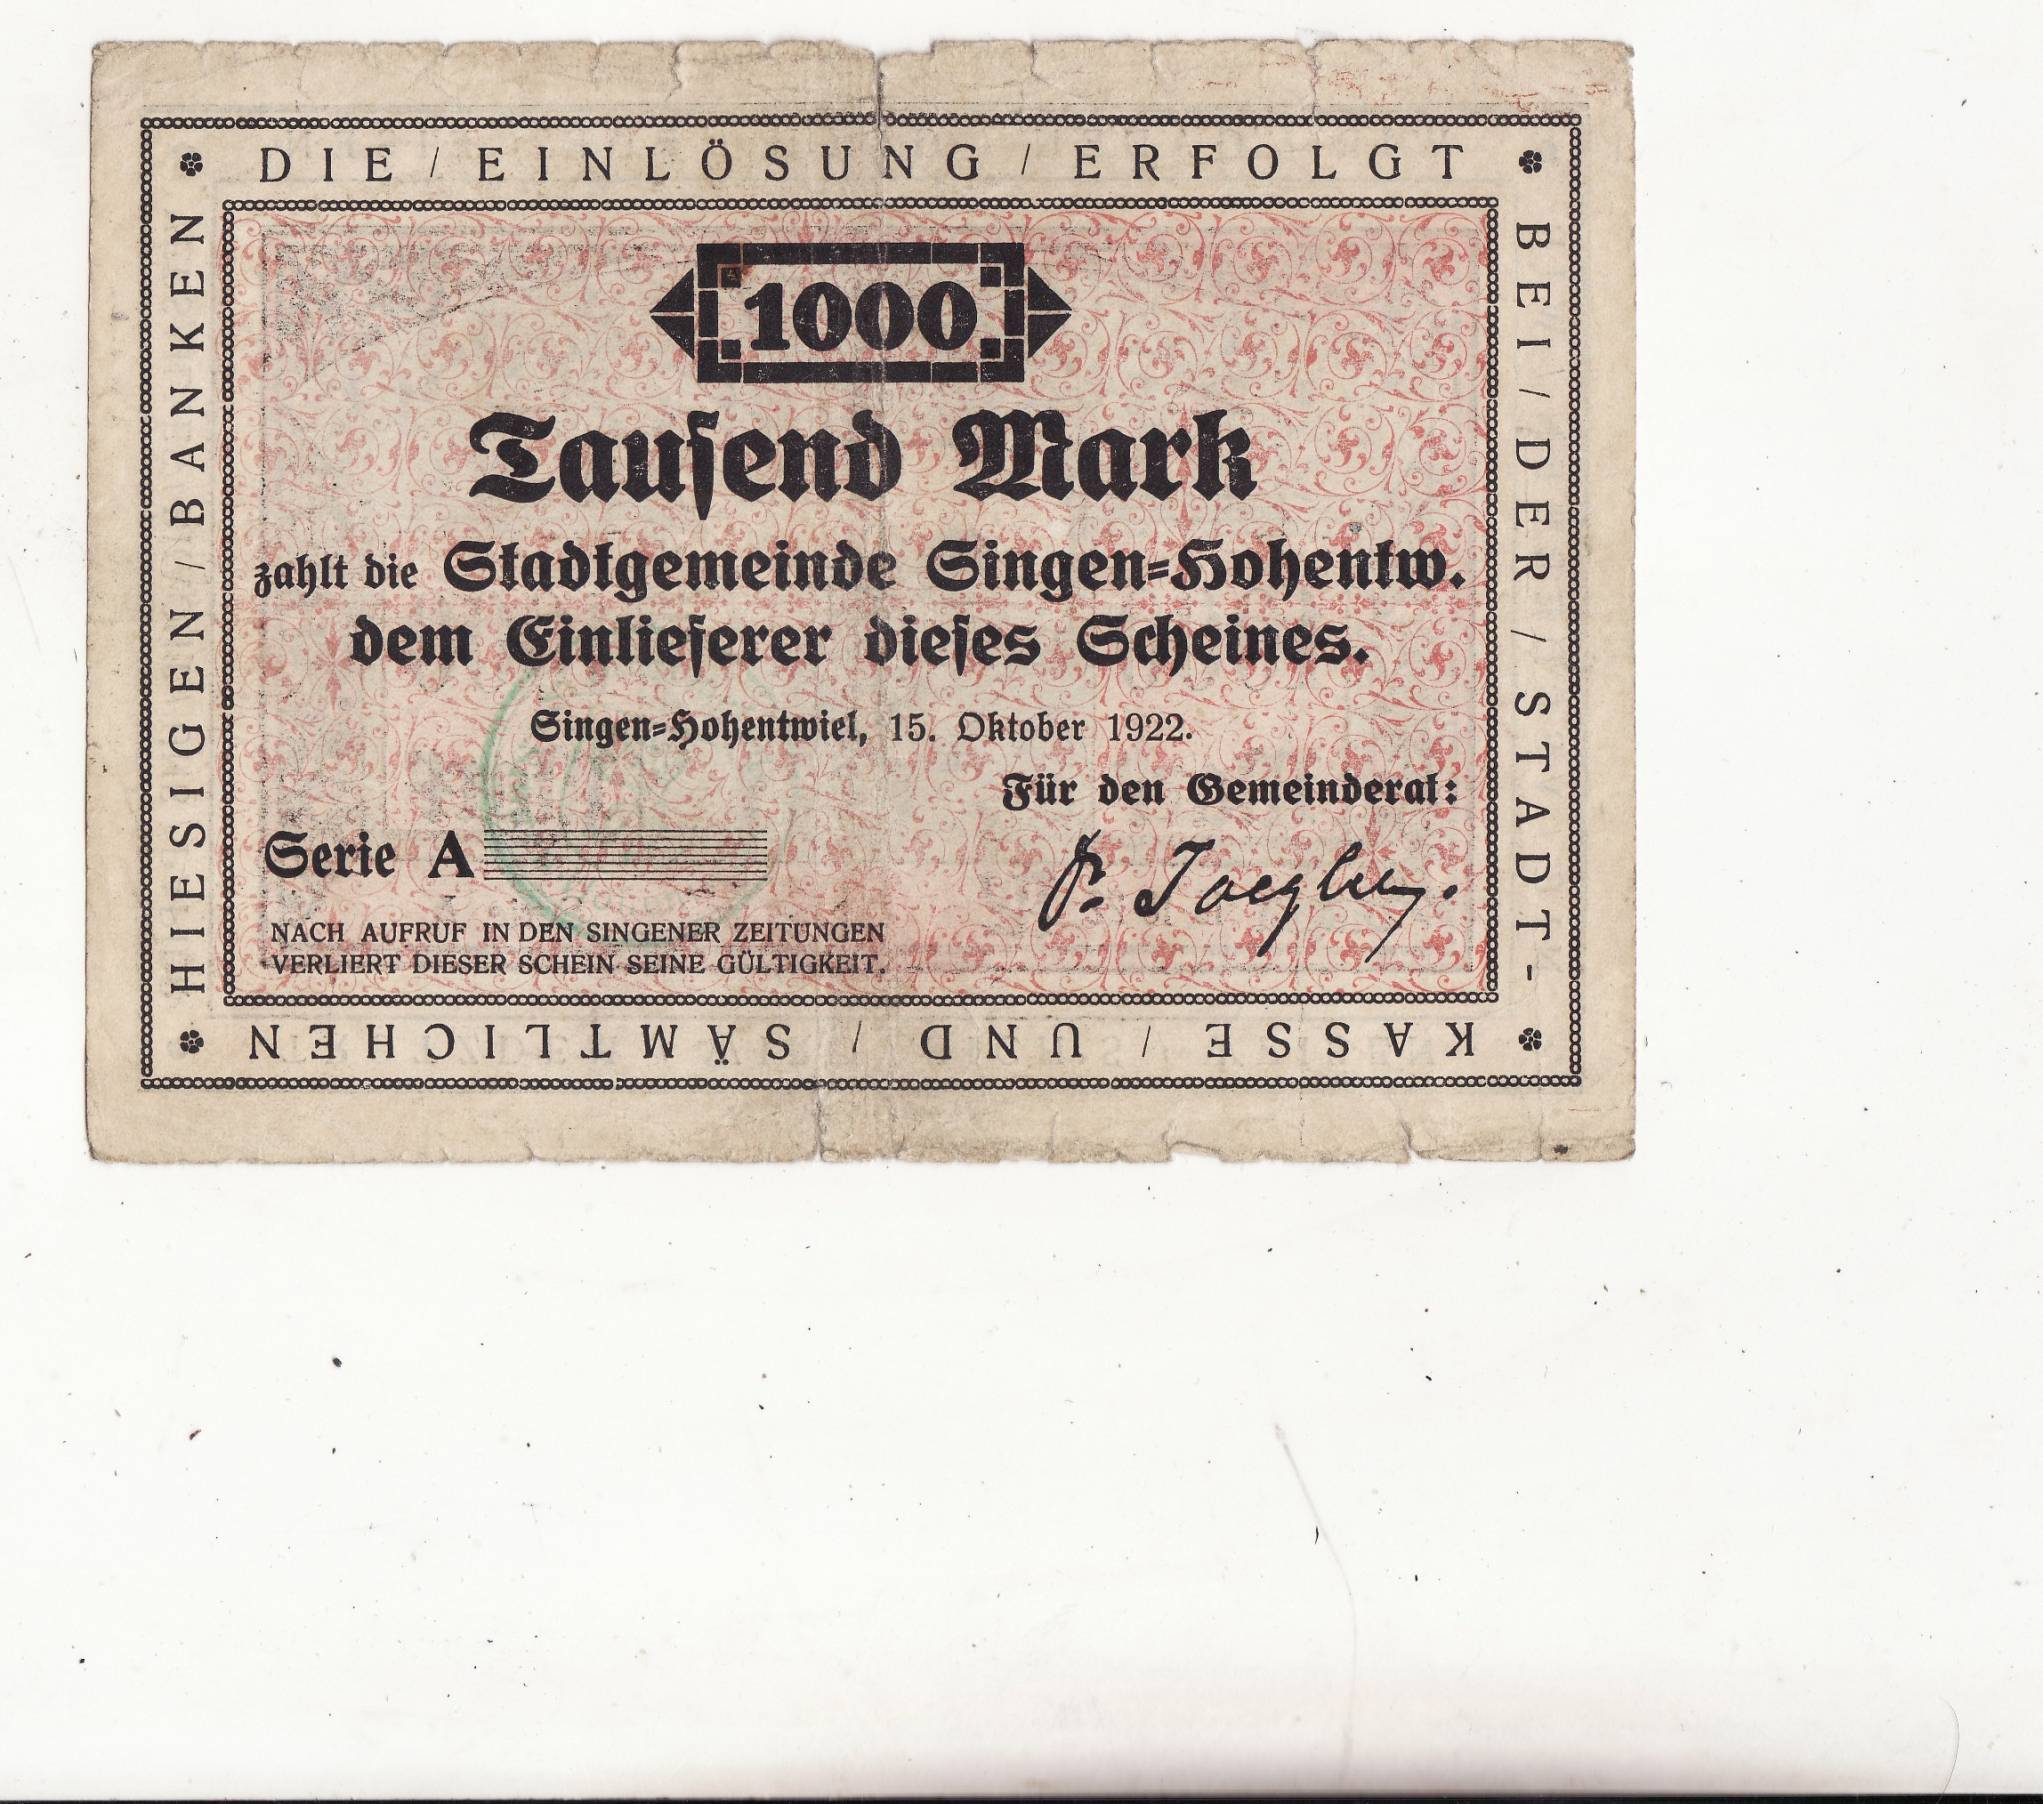 DIE / EINLÖSUNG / ERFOLGT
BEI / DER / STADT-
KASSE / UND / SÄMTLICHEN
HIESIGEN / BANKEN
1000
Tausend Mark
zahlt die Stadtgemeinde Singen=Hohentw.
dem Einlieferer dieses Scheines.
Singen=Hohentwiel, 15. Oktober 1922.
Für den Gemeinderat:
Serie A
NACH AUFRUF IN DEN SINGENER ZEITUNGEN
VERLIERT DIESER SCHEIN SEINE GÜLTIGKEIT.